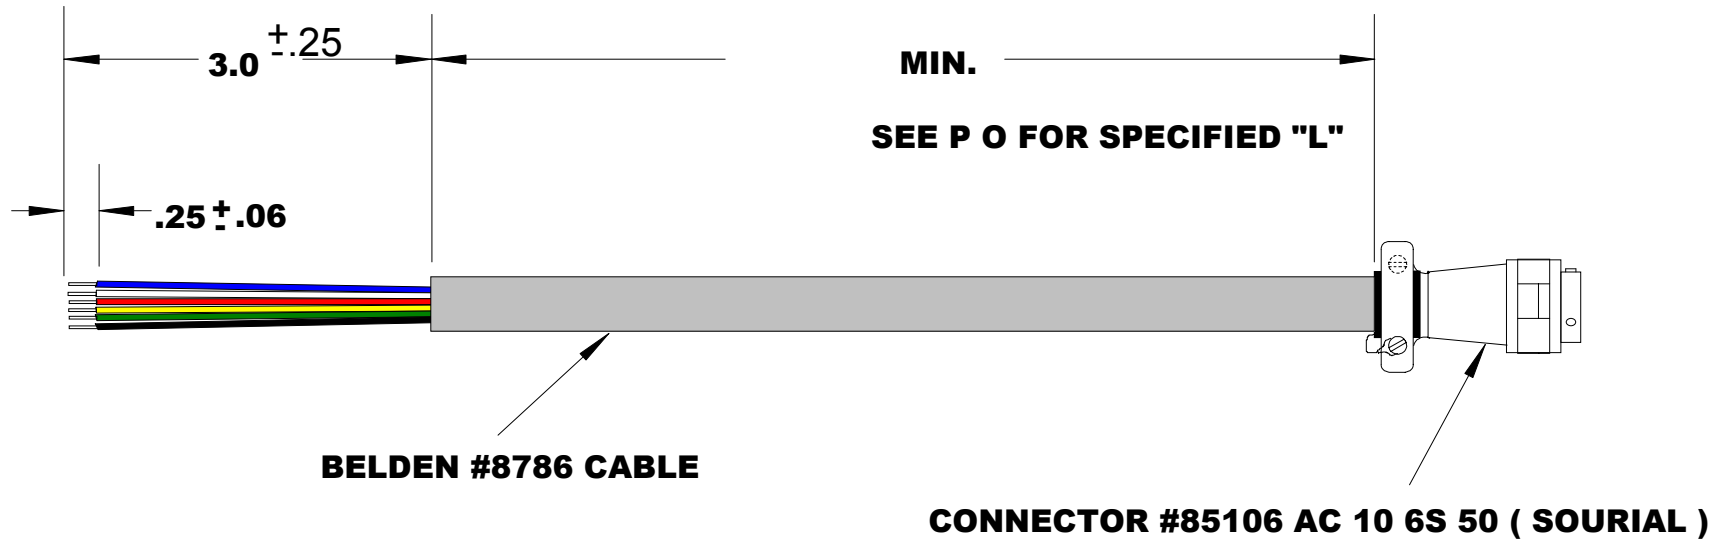 3.0 ±.25
MIN.
SEE P O FOR SPECIFIED "L"
.25 ± .06
BELDEN #8786 CABLE
CONNECTOR #85106 AC 10 6S 50 ( SOURIAL )